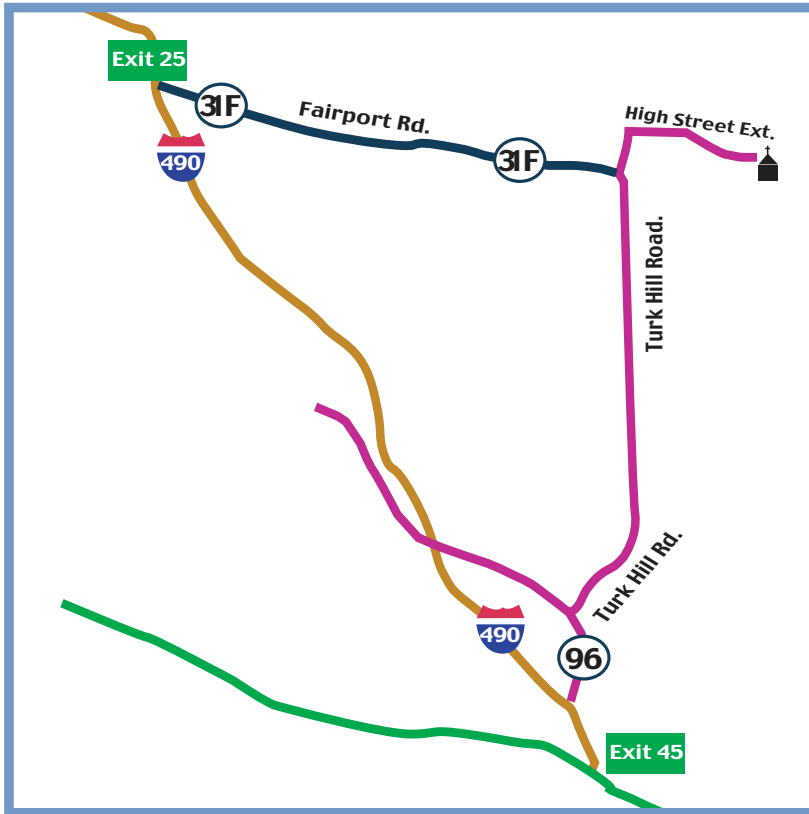 Exit 25
31F
Fairport Rd.
High Street Ext.
490
31F
Turk Hill Road.
Turk Hill Rd.
490
96
Exit 45